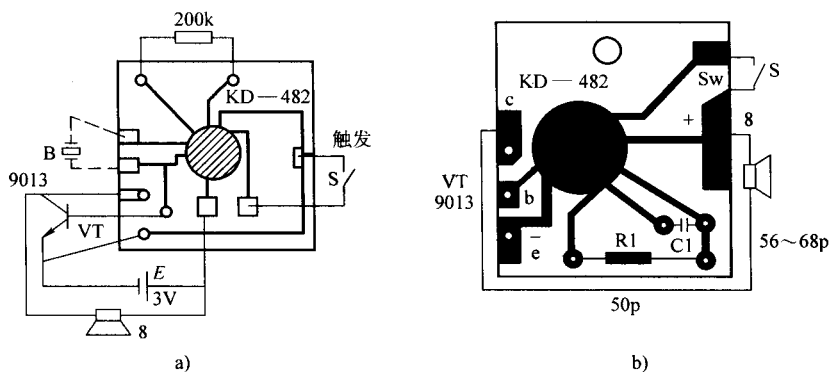 200k
KD—482
B
触发
S
9013
VT
E
3V
8
a)
KD—482
Sw
S
c
+
8
VT
9013
b
−
e
R1
C1
56～68p
50p
b)